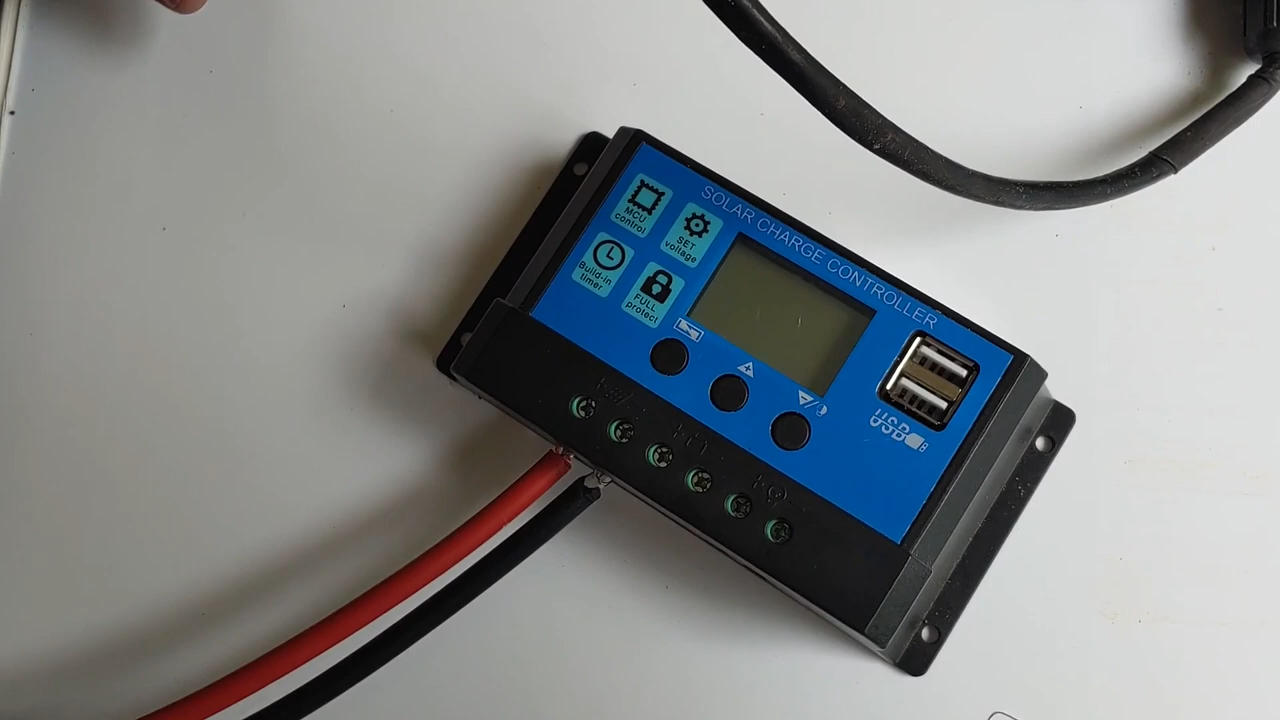 SOLAR CHARGE CONTROLLER
MCU
control
SET
voltage
Build-in
timer
FULL
protect
USB